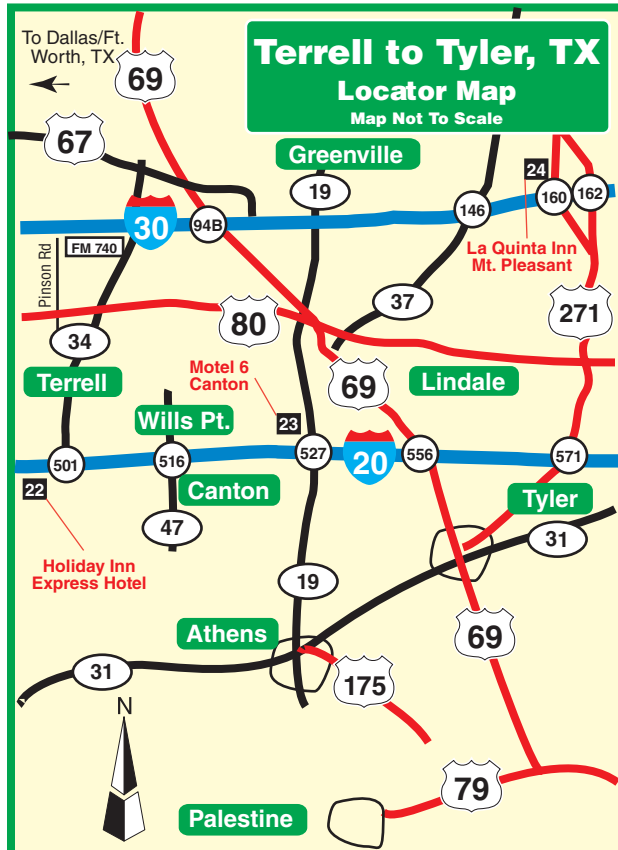 To Dallas/Ft.
Worth, TX
69
Terrell to Tyler, TX
Locator Map
Map Not To Scale
67
Greenville
24
19
160
162
146
30
94B
FM 740
La Quinta Inn
Mt. Pleasant
Pinson Rd
37
271
80
34
Motel 6
Canton
Terrell
69
Lindale
Wills Pt.
23
501
516
527
20
556
571
22
Canton
Tyler
47
31
Holiday Inn
Express Hotel
19
Athens
69
31
175
N
79
Palestine